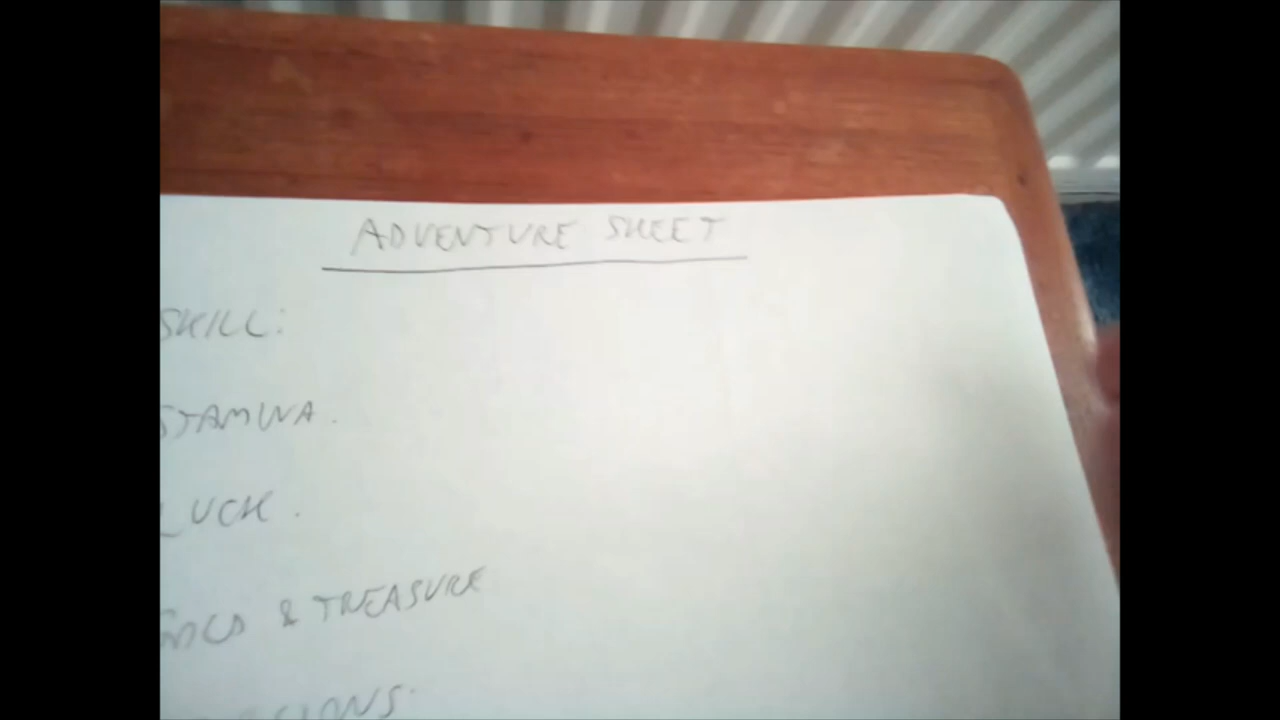 ADVENTURE SHEET
SKILL:
STAMINA.
LUCK.
& TREASURE